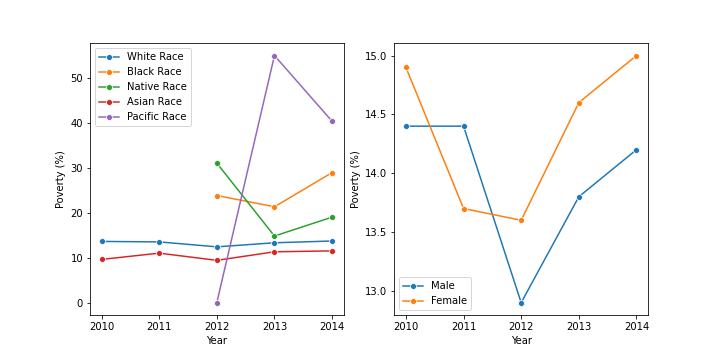 White Race
Black Race
Native Race
Asian Race
Pacific Race
Poverty (%)
50
40
30
20
10
0
2010 2011 2012 2013 2014
Year
Poverty (%)
15.0
14.5
14.0
13.5
13.0
Male
Female
2010 2011 2012 2013 2014
Year